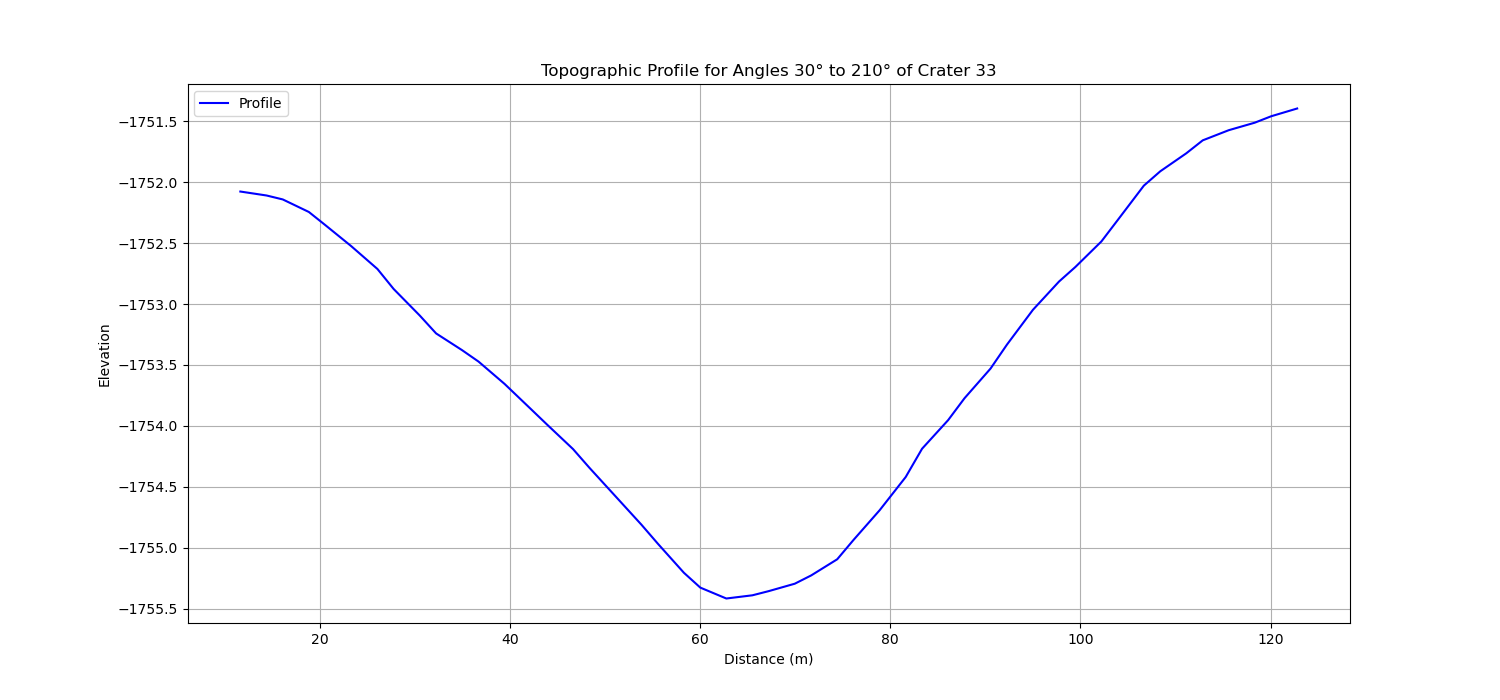 Topographic Profile for Angles 30° to 210° of Crater 33
Profile
−1751.5
−1752.0
−1752.5
−1753.0
−1753.5
−1754.0
−1754.5
−1755.0
−1755.5
Elevation
20 40 60 80 100 120
Distance (m)